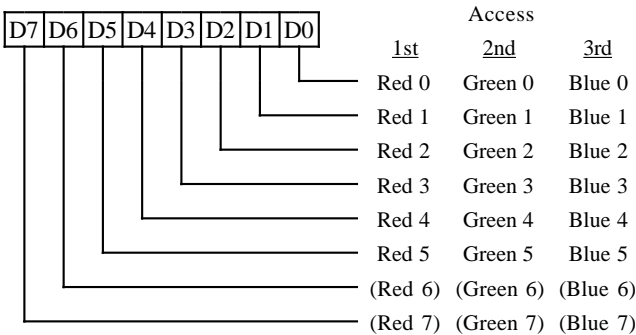 Access
D7 D6 D5 D4 D3 D2 D1 D0
1st 2nd 3rd
Red 0 Green 0 Blue 0
Red 1 Green 1 Blue 1
Red 2 Green 2 Blue 2
Red 3 Green 3 Blue 3
Red 4 Green 4 Blue 4
Red 5 Green 5 Blue 5
(Red 6) (Green 6) (Blue 6)
(Red 7) (Green 7) (Blue 7)